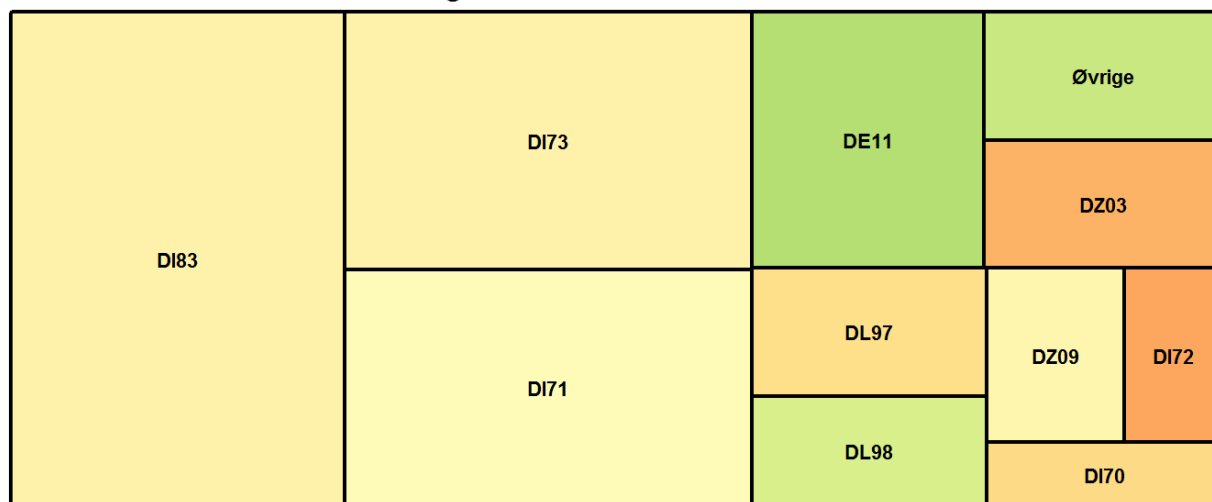 DI83
DI73
DI71
DE11
Øvrige
DZ03
DL97
DL98
DZ09
DI72
DI70